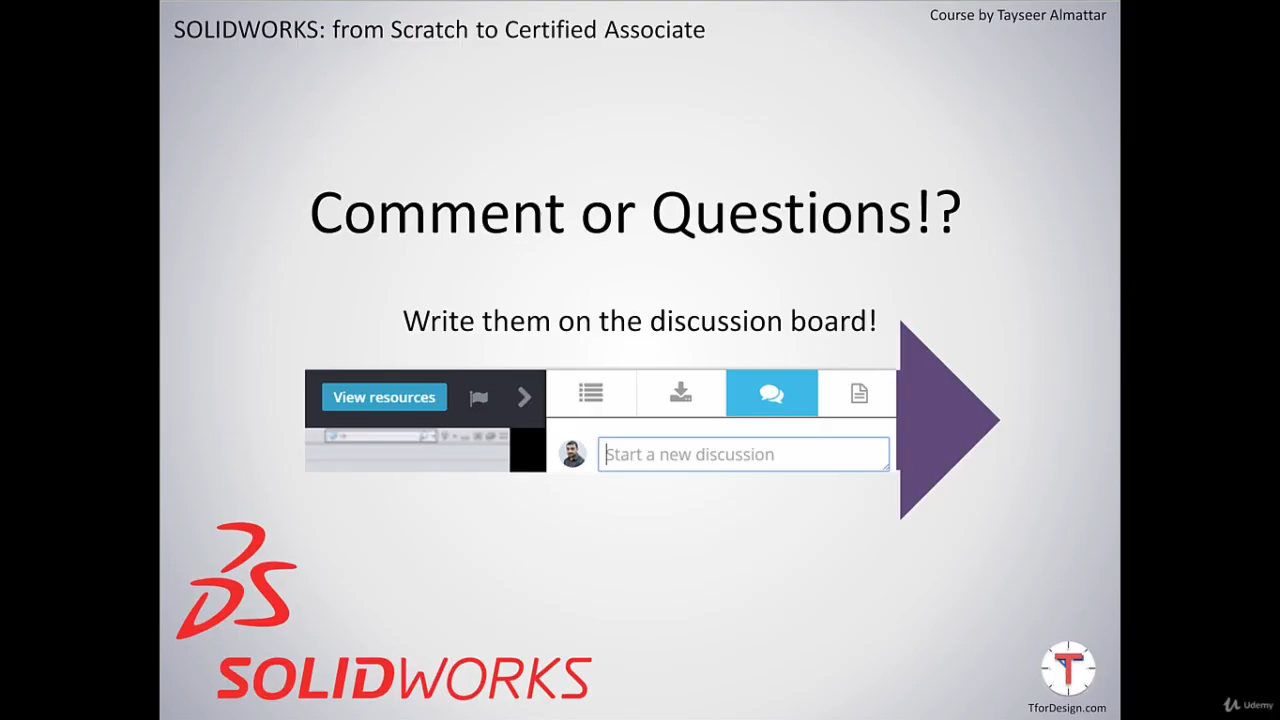 SOLIDWORKS: from Scratch to Certified Associate
Course by Tayseer Almattar
Comment or Questions!?
Write them on the discussion board!
View resources
Start a new discussion
SOLIDWORKS
T
TforDesign.com
Udemy